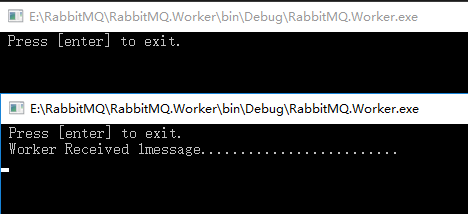 E:\RabbitMQ\RabbitMQ.Worker\bin\Debug\RabbitMQ.Worker.exe
Press [enter] to exit.
E:\RabbitMQ\RabbitMQ.Worker\bin\Debug\RabbitMQ.Worker.exe
Press [enter] to exit.
Worker Received 1message.........................